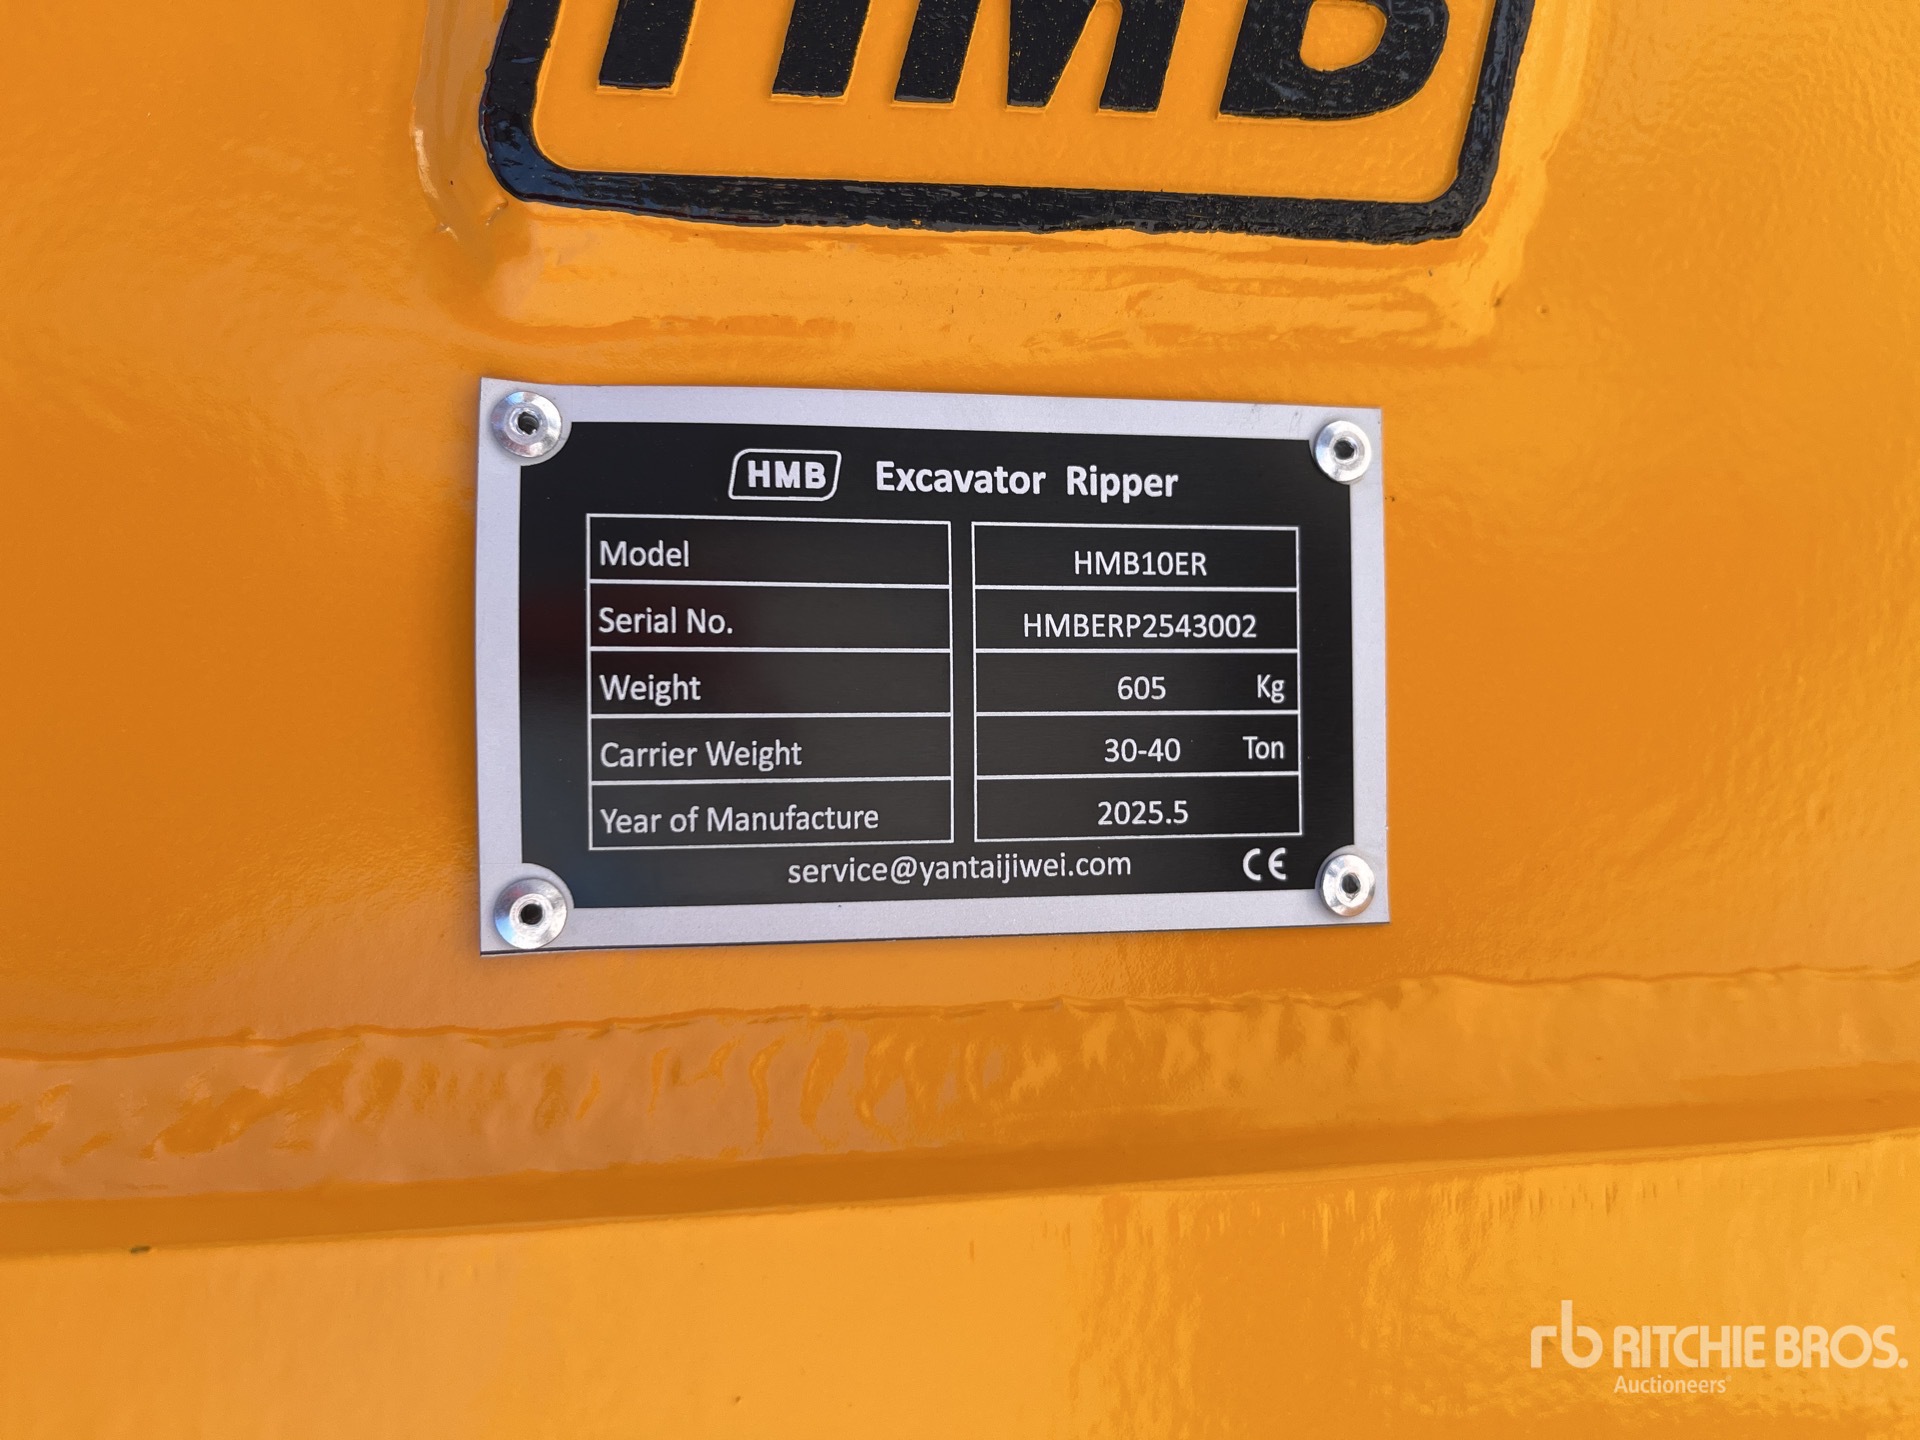 HMB
HMB Excavator Ripper
Model HMB10ER
Serial No. HMBERP2543002
Weight 605 Kg
Carrier Weight 30-40 Ton
Year of Manufacture 2025.5
service@yantaijiwei.com CE
rb RITCHIE BROS.
Auctioneers